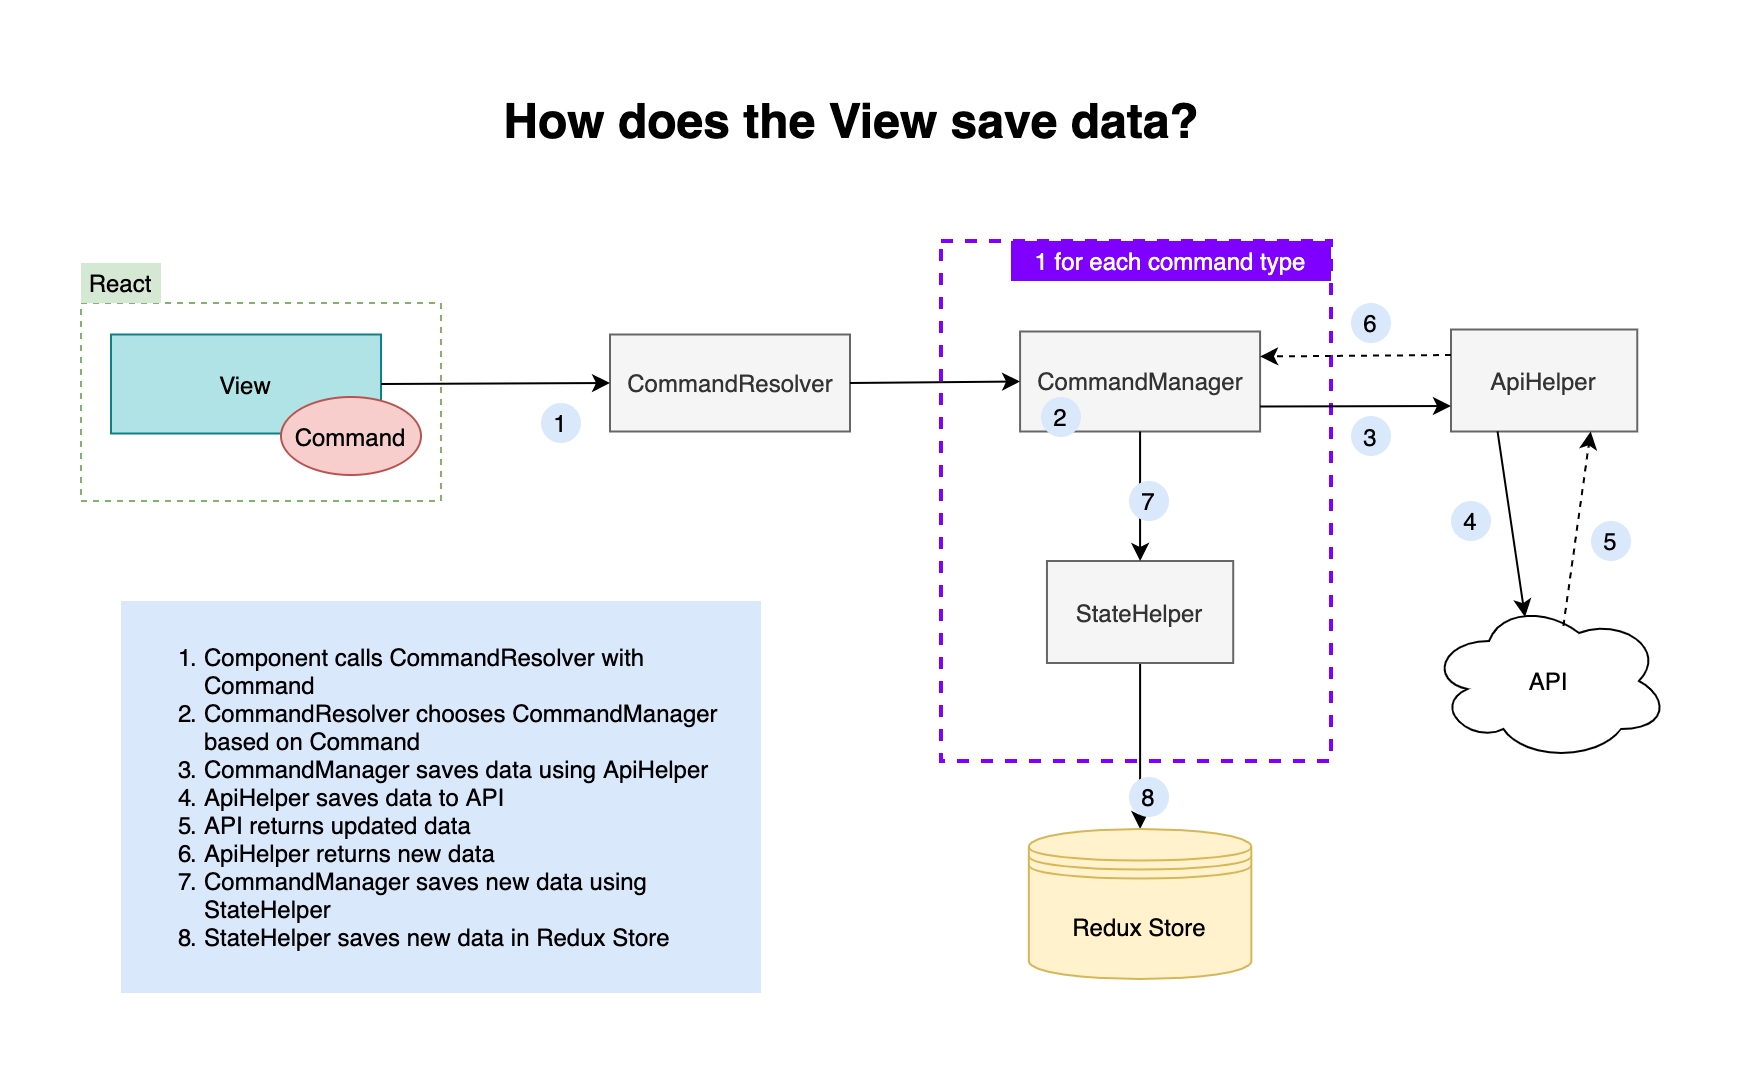 How does the View save data?
1 for each command type
React
6
View
CommandResolver
CommandManager
ApiHelper
Command
1
2
3
7
4
5
StateHelper
API
1. Component calls CommandResolver with
Command
2. CommandResolver chooses CommandManager
based on Command
3. CommandManager saves data using ApiHelper
4. ApiHelper saves data to API
5. API returns updated data
6. ApiHelper returns new data
7. CommandManager saves new data using
StateHelper
8. StateHelper saves new data in Redux Store
8
Redux Store